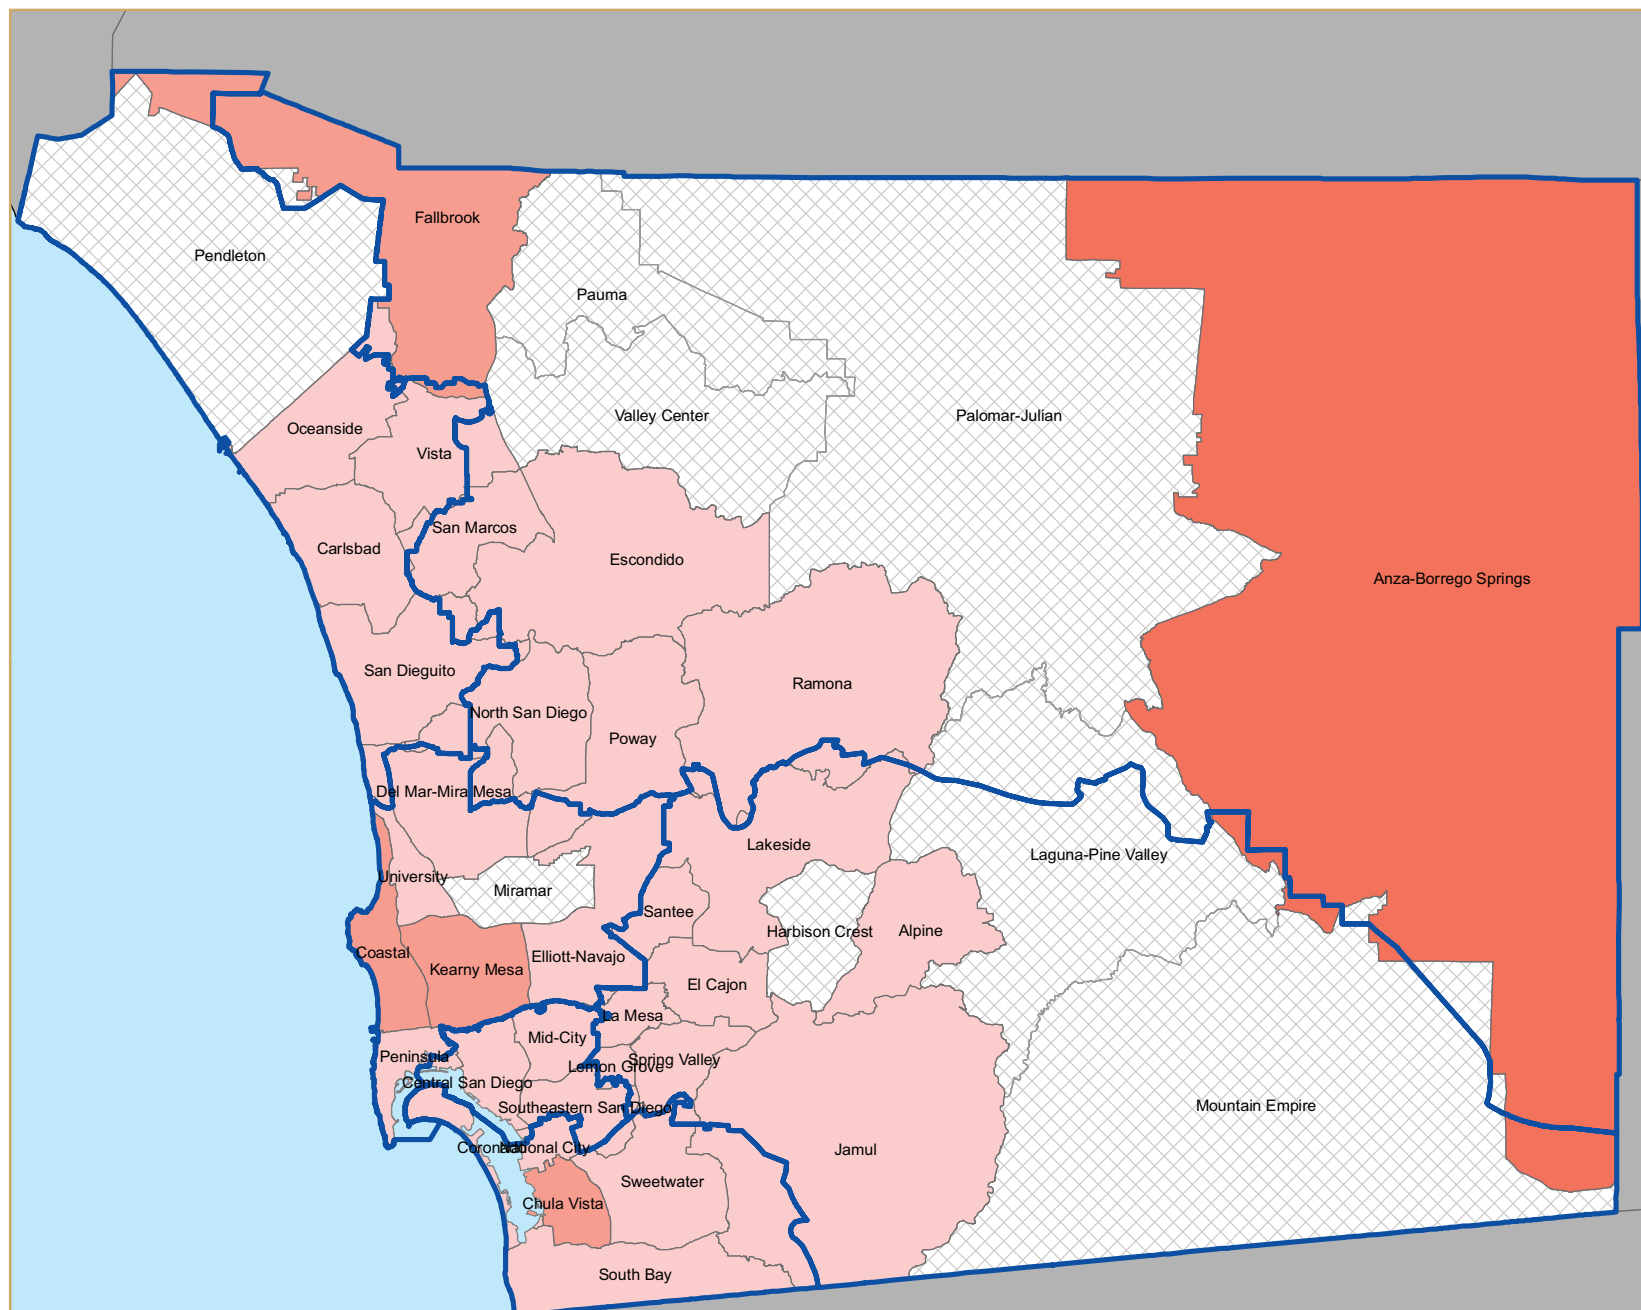 Fallbrook
Pendleton
Pauma
Valley Center
Palomar-Julian
Oceanside
Vista
San Marcos
Carlsbad
Escondido
Anza-Borrego Springs
San Dieguito
Ramona
North San Diego
Poway
Del Mar-Mira Mesa
Lakeside
Laguna-Pine Valley
University
Miramar
Santee
Harbison Crest
Alpine
Coastal
Elliott-Navajo
Kearny Mesa
El Cajon
La Mesa
Mid-City
Peninsula
Spring Valley
Lemon Grove
Central San Diego
Southeastern San Diego
Mountain Empire
Coronado
National City
Jamul
Sweetwater
Chula Vista
South Bay